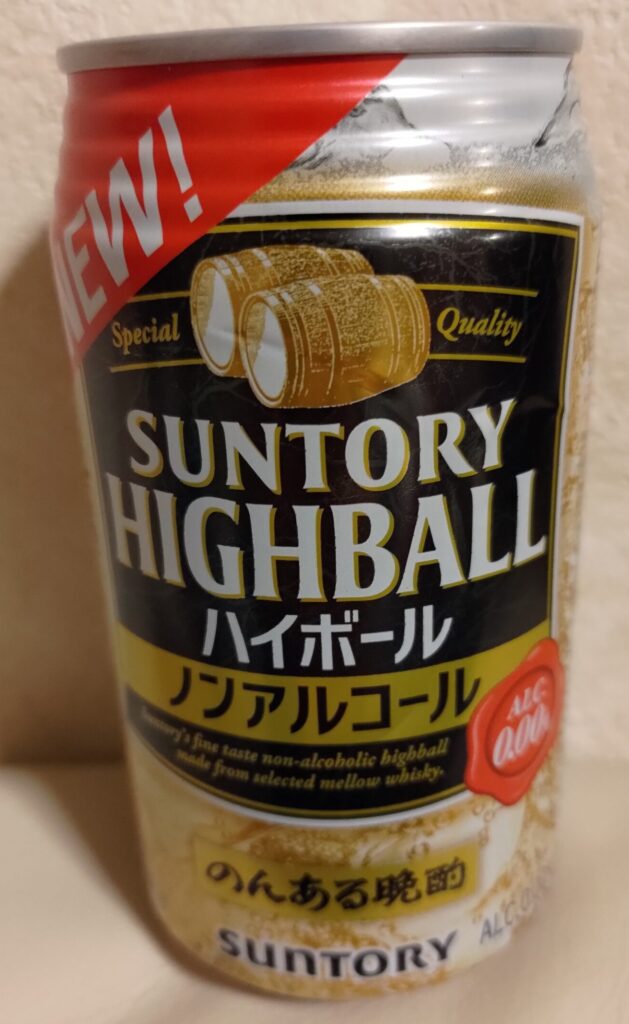 NEW!
Special Quality
SUNTORY
HIGHBALL
ハイボール
ノンアルコール
ALC.
0.00%
Suntory's fine taste non-alcoholic highball
made from selected mellow whisky.
のんある晩酌
SUNTORY